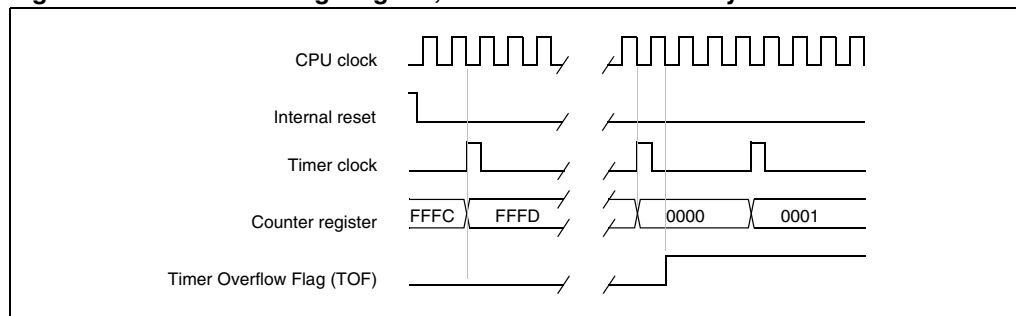 CPU clock
Internal reset
Timer clock
Counter register FFFC FFFD 0000 0001
Timer Overflow Flag (TOF)